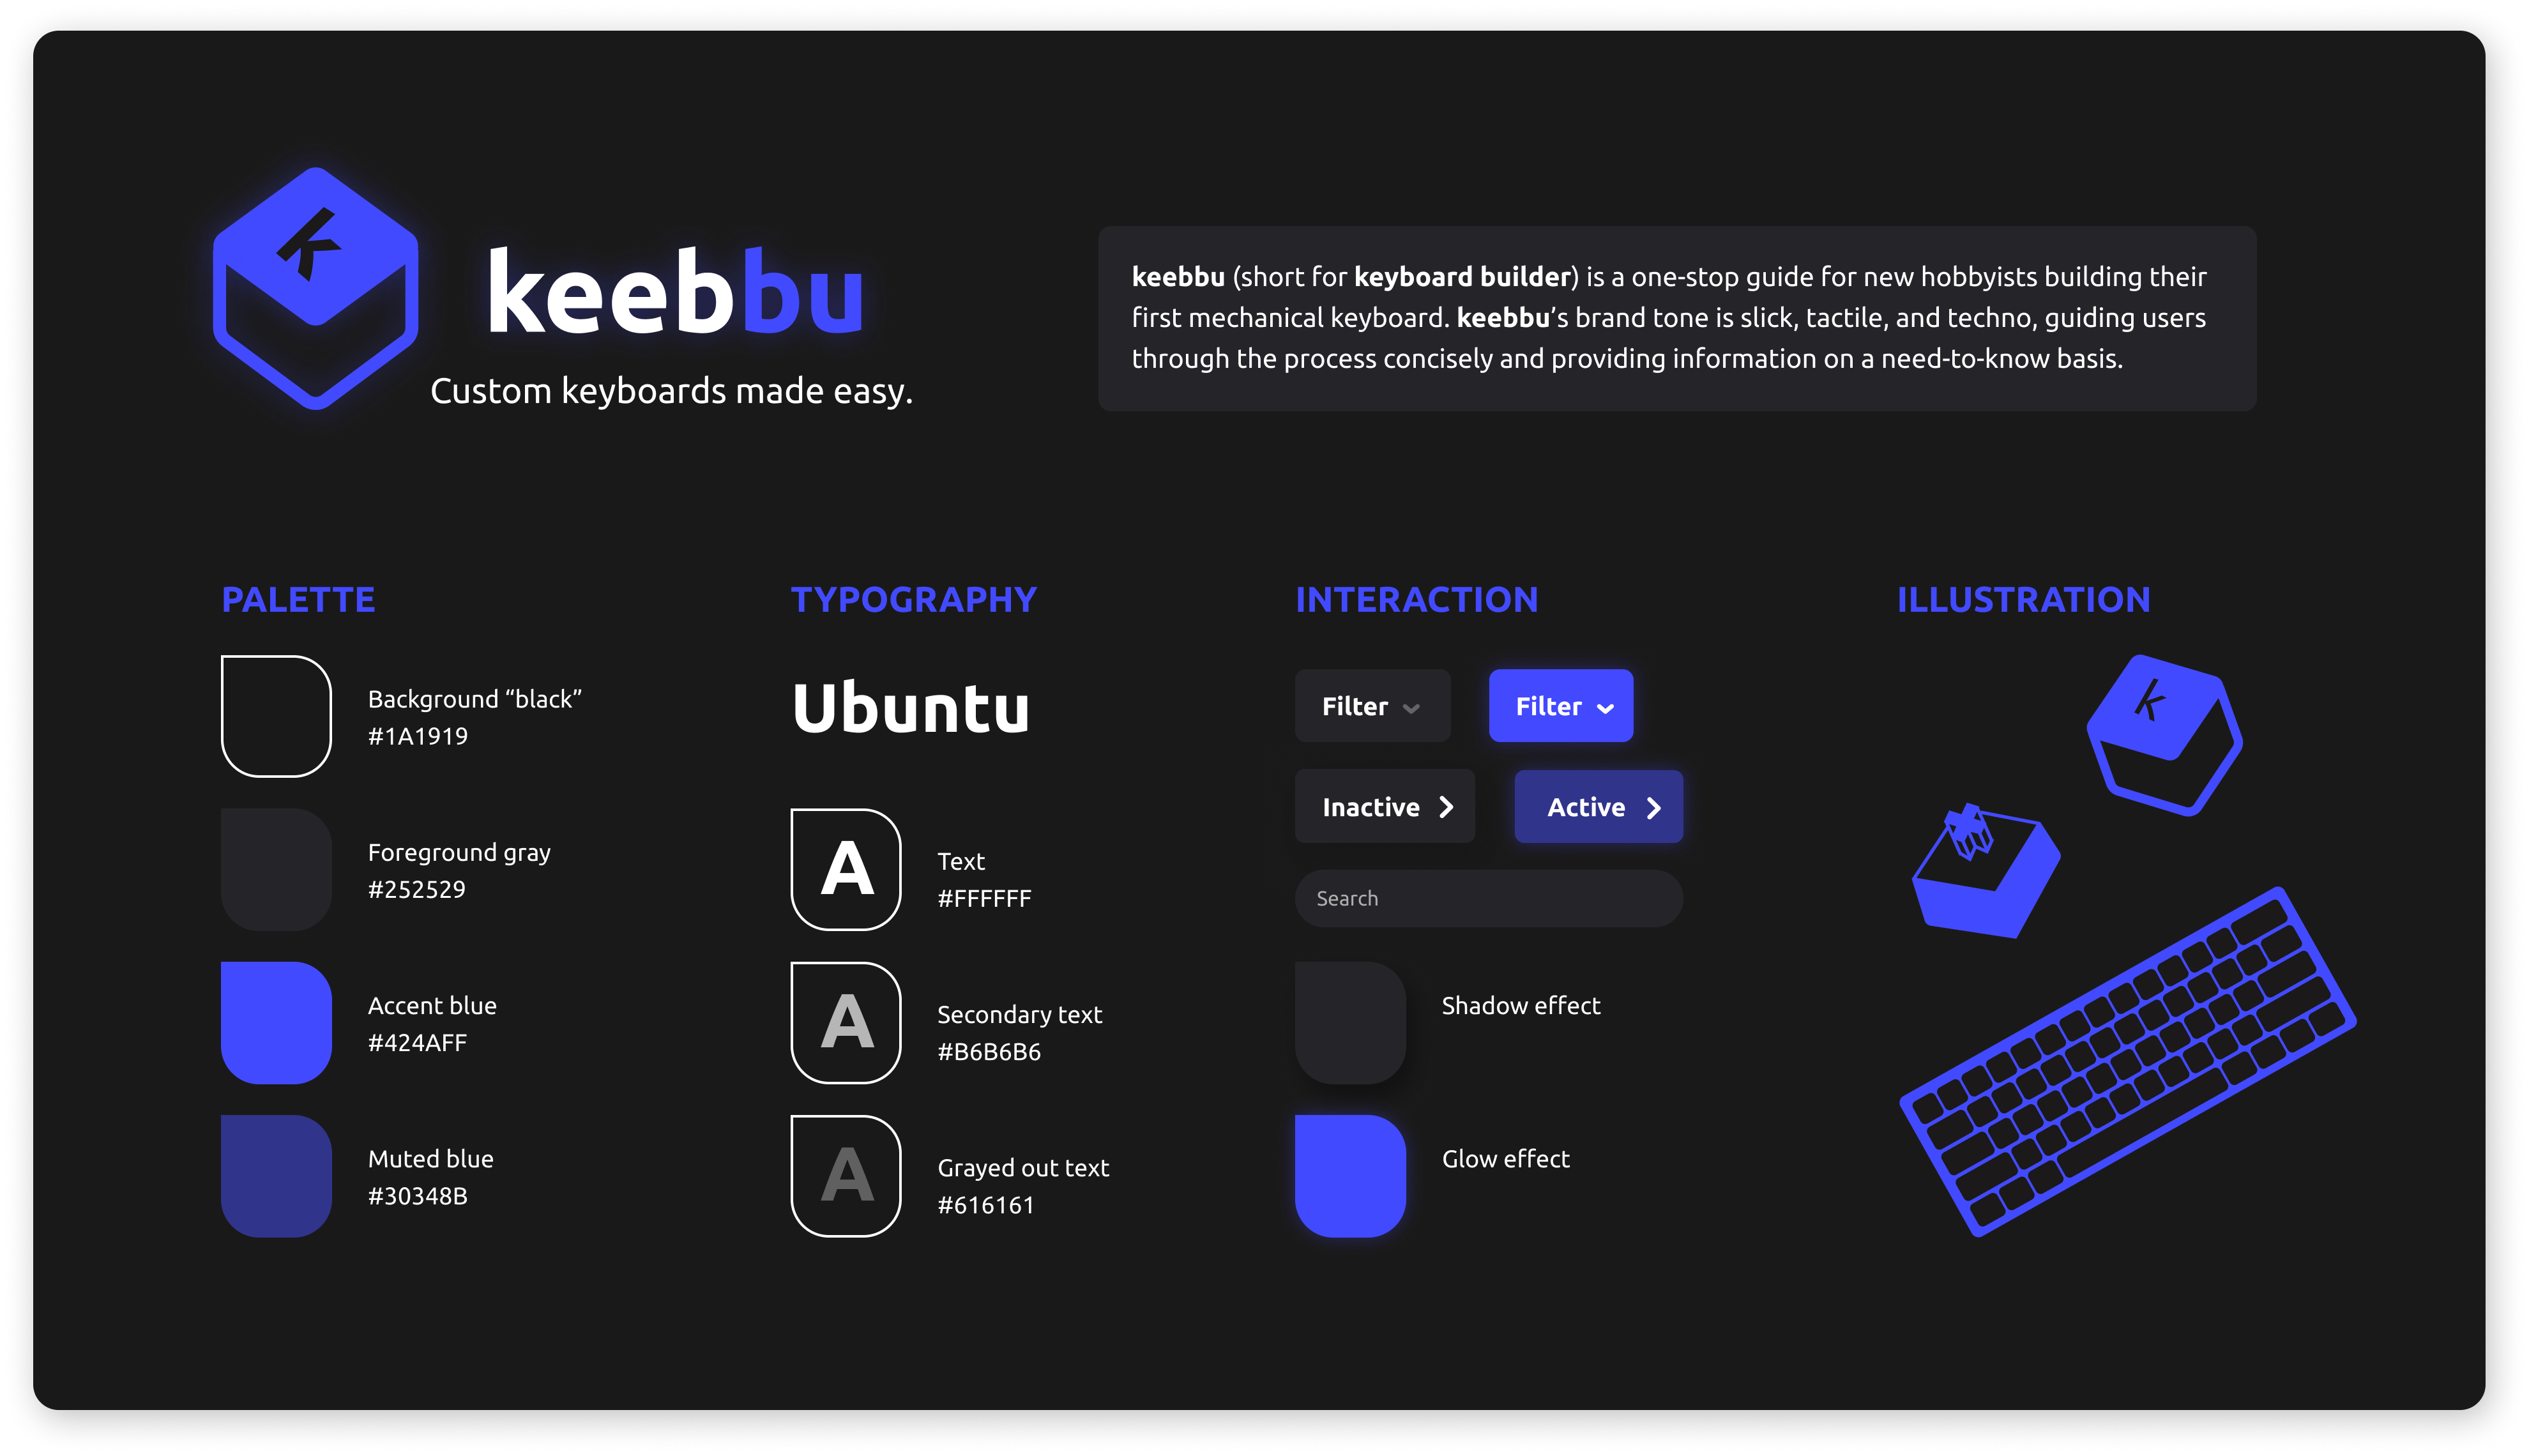 k
keebbu
Custom keyboards made easy.
keebbu (short for keyboard builder) is a one-stop guide for new hobbyists building their
first mechanical keyboard. keebbu’s brand tone is slick, tactile, and techno, guiding users
through the process concisely and providing information on a need-to-know basis.
PALETTE
Background “black”
#1A1919
Foreground gray
#252529
Accent blue
#424AFF
Muted blue
#30348B
TYPOGRAPHY
Ubuntu
A
Text
#FFFFFF
A
Secondary text
#B6B6B6
A
Grayed out text
#616161
INTERACTION
Filter
Filter
Inactive
Active
Search
Shadow effect
Glow effect
ILLUSTRATION
k